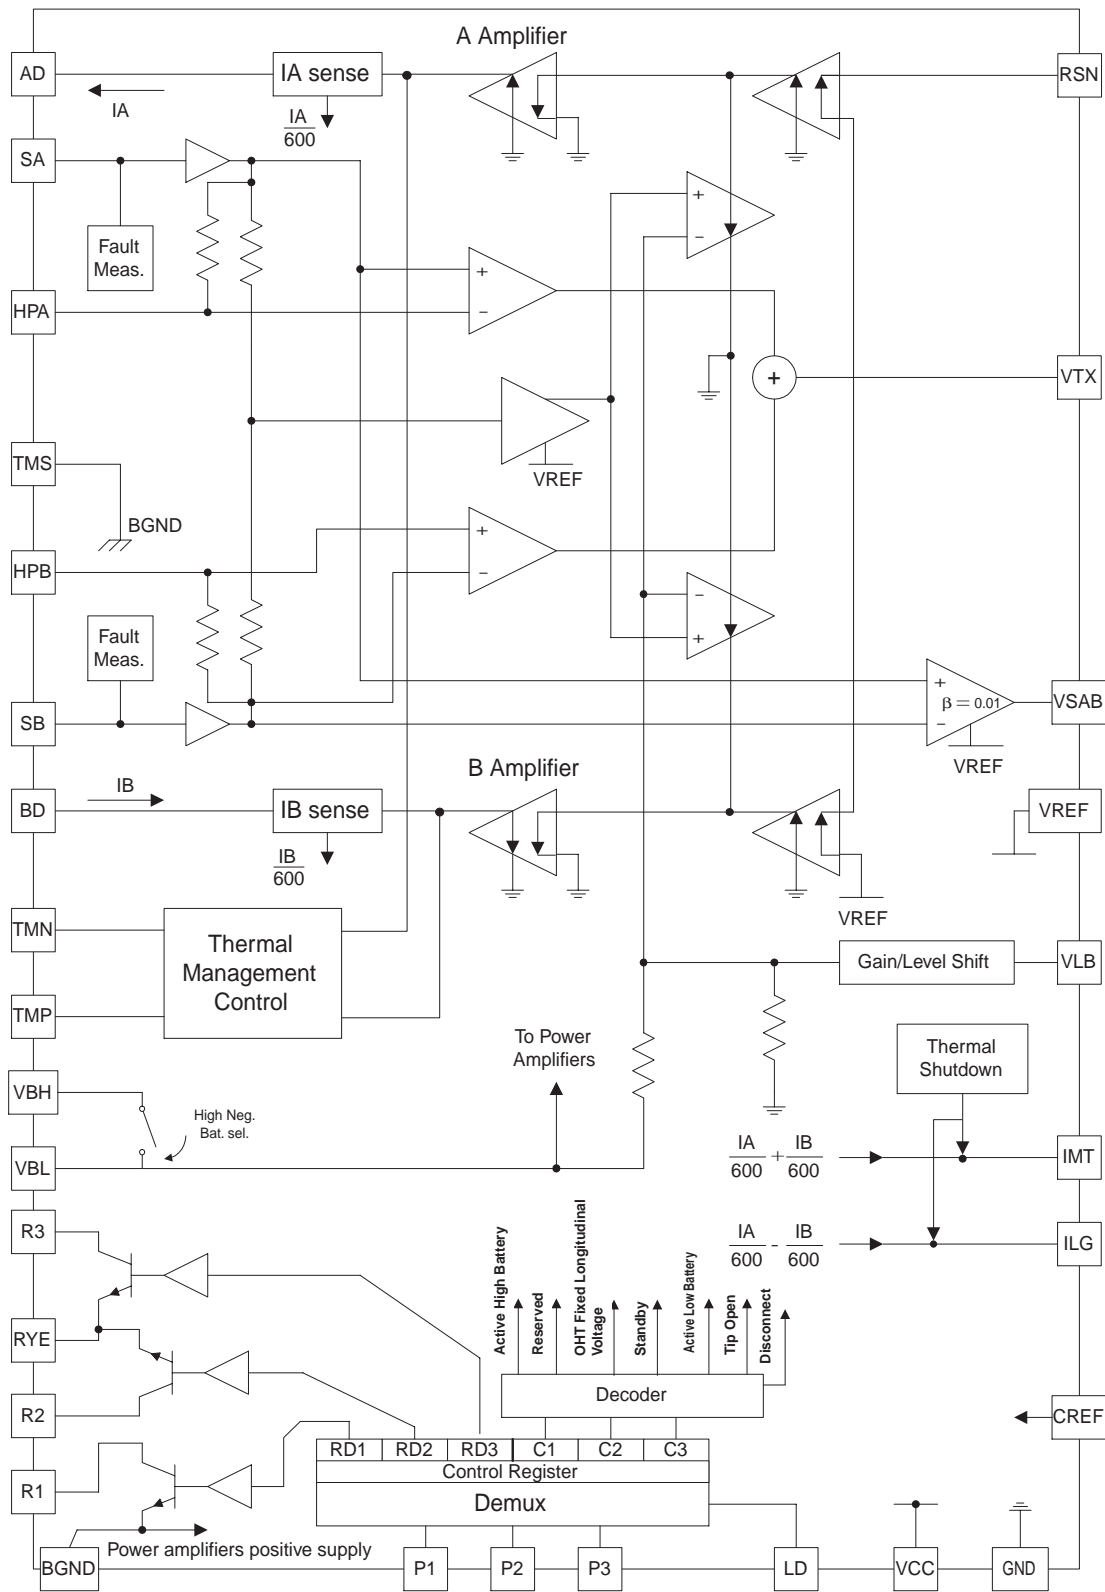 A Amplifier
AD
IA sense
RSN
IA
IA
600
SA
+
−
Fault
Meas.
+
−
HPA
+
VTX
TMS
VREF
BGND
+
−
HPB
−
+
Fault
Meas.
+
β = 0.01
−
SB
VSAB
VREF
B Amplifier
IB
BD
IB sense
VREF
IB
600
VREF
TMN
Thermal
Management
Control
Gain/Level Shift
VLB
TMP
To Power
Amplifiers
Thermal
Shutdown
VBH
High Neg.
Bat. sel.
VBL
IA
600
+
IB
600
IMT
R3
IA
600
-
IB
600
ILG
Active High Battery
Reserved
OHT Fixed Longitudinal
Voltage
Standby
Active Low Battery
Tip Open
Disconnect
RYE
Decoder
R2
CREF
RD1 RD2 RD3 C1 C2 C3
Control Register
R1
Demux
Power amplifiers positive supply
BGND
P1
P2
P3
LD
VCC
GND